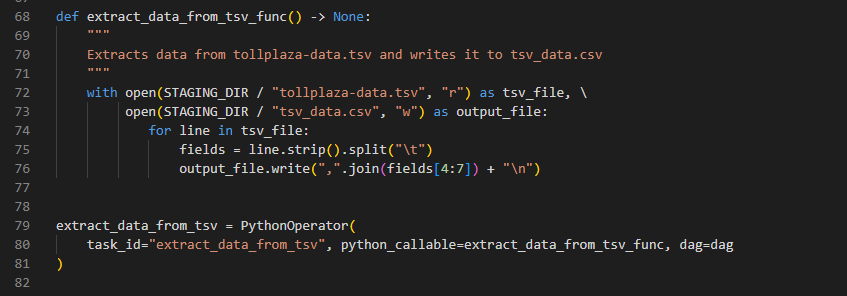 68 def extract_data_from_tsv_func() -> None:
69     """
70     Extracts data from tollplaza-data.tsv and writes it to tsv_data.csv
71     """
72     with open(STAGING_DIR / "tollplaza-data.tsv", "r") as tsv_file, \
73          open(STAGING_DIR / "tsv_data.csv", "w") as output_file:
74             for line in tsv_file:
75                 fields = line.strip().split("\t")
76                 output_file.write(",".join(fields[4:7]) + "\n")
77
78
79 extract_data_from_tsv = PythonOperator(
80     task_id="extract_data_from_tsv", python_callable=extract_data_from_tsv_func, dag=dag
81 )
82